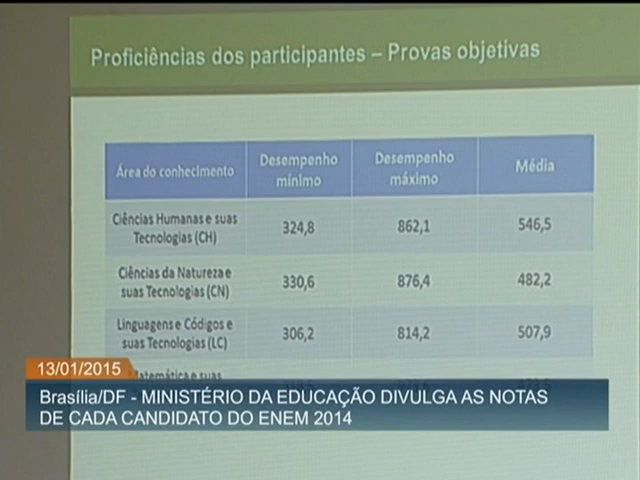 Proficiências dos participantes – Provas objetivas
Área do conhecimento
Desempenho mínimo
Desempenho máximo
Média
Ciências Humanas e suas Tecnologias (CH)
324,8
862,1
546,5
Ciências da Natureza e suas Tecnologias (CN)
330,6
876,4
482,2
Linguagens e Códigos e suas Tecnologias (LC)
306,2
814,2
507,9
Matemática e suas
13/01/2015
Brasília/DF - MINISTÉRIO DA EDUCAÇÃO DIVULGA AS NOTAS
DE CADA CANDIDATO DO ENEM 2014